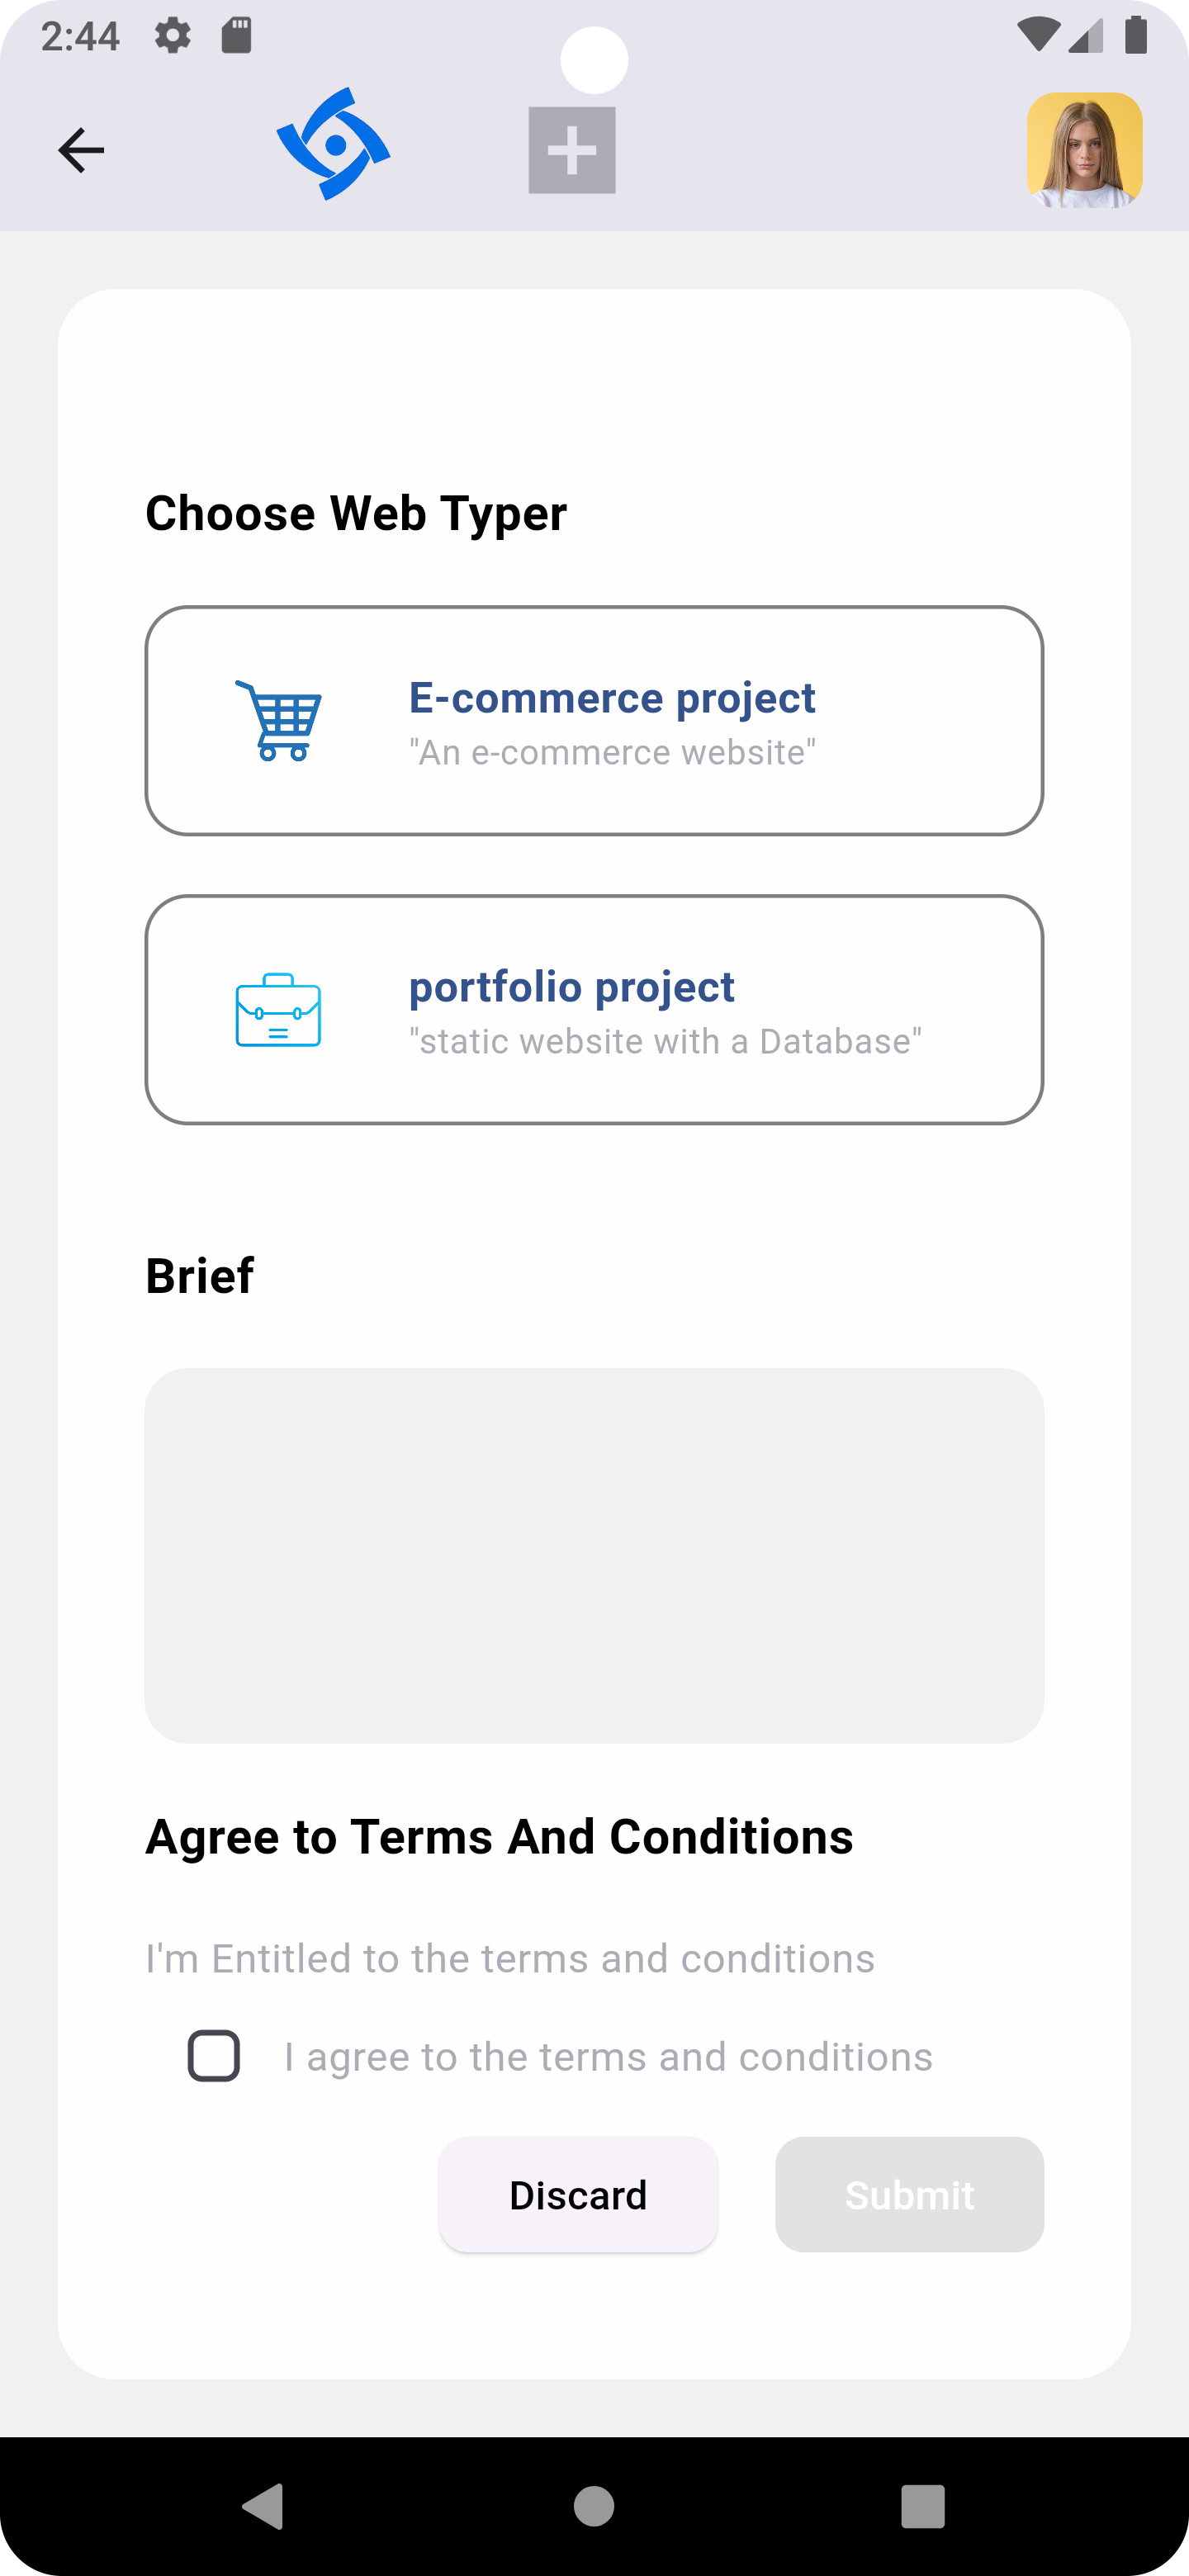 2:44
Choose Web Typer
E-commerce project
"An e-commerce website"
portfolio project
"static website with a Database"
Brief
Agree to Terms And Conditions
I'm Entitled to the terms and conditions
I agree to the terms and conditions
Discard
Submit